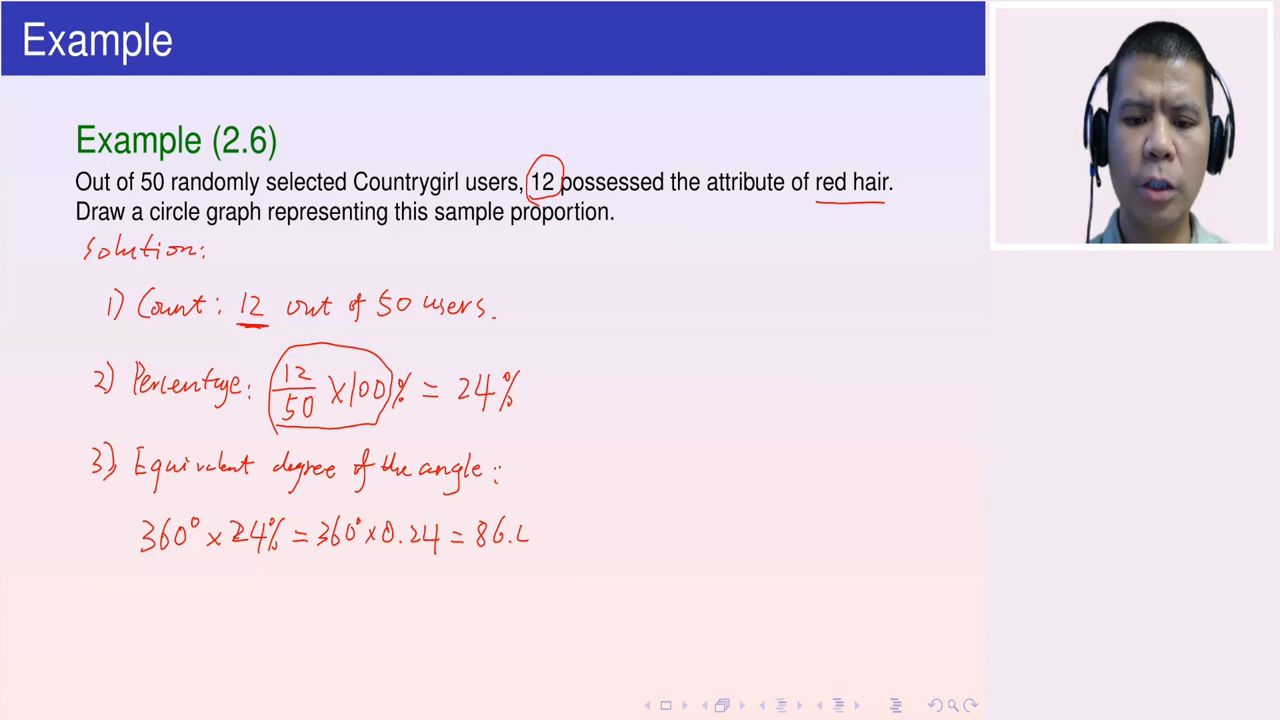 Example
Example (2.6)
Out of 50 randomly selected Countrygirl users, 12 possessed the attribute of red hair.
Draw a circle graph representing this sample proportion.
Solution:
1) Count: 12 out of 50 users.
2) Percentage: 12/50 ×100% = 24%
3) Equivalent degree of the angle:
360° × 24% = 360° × 0.24 = 86.